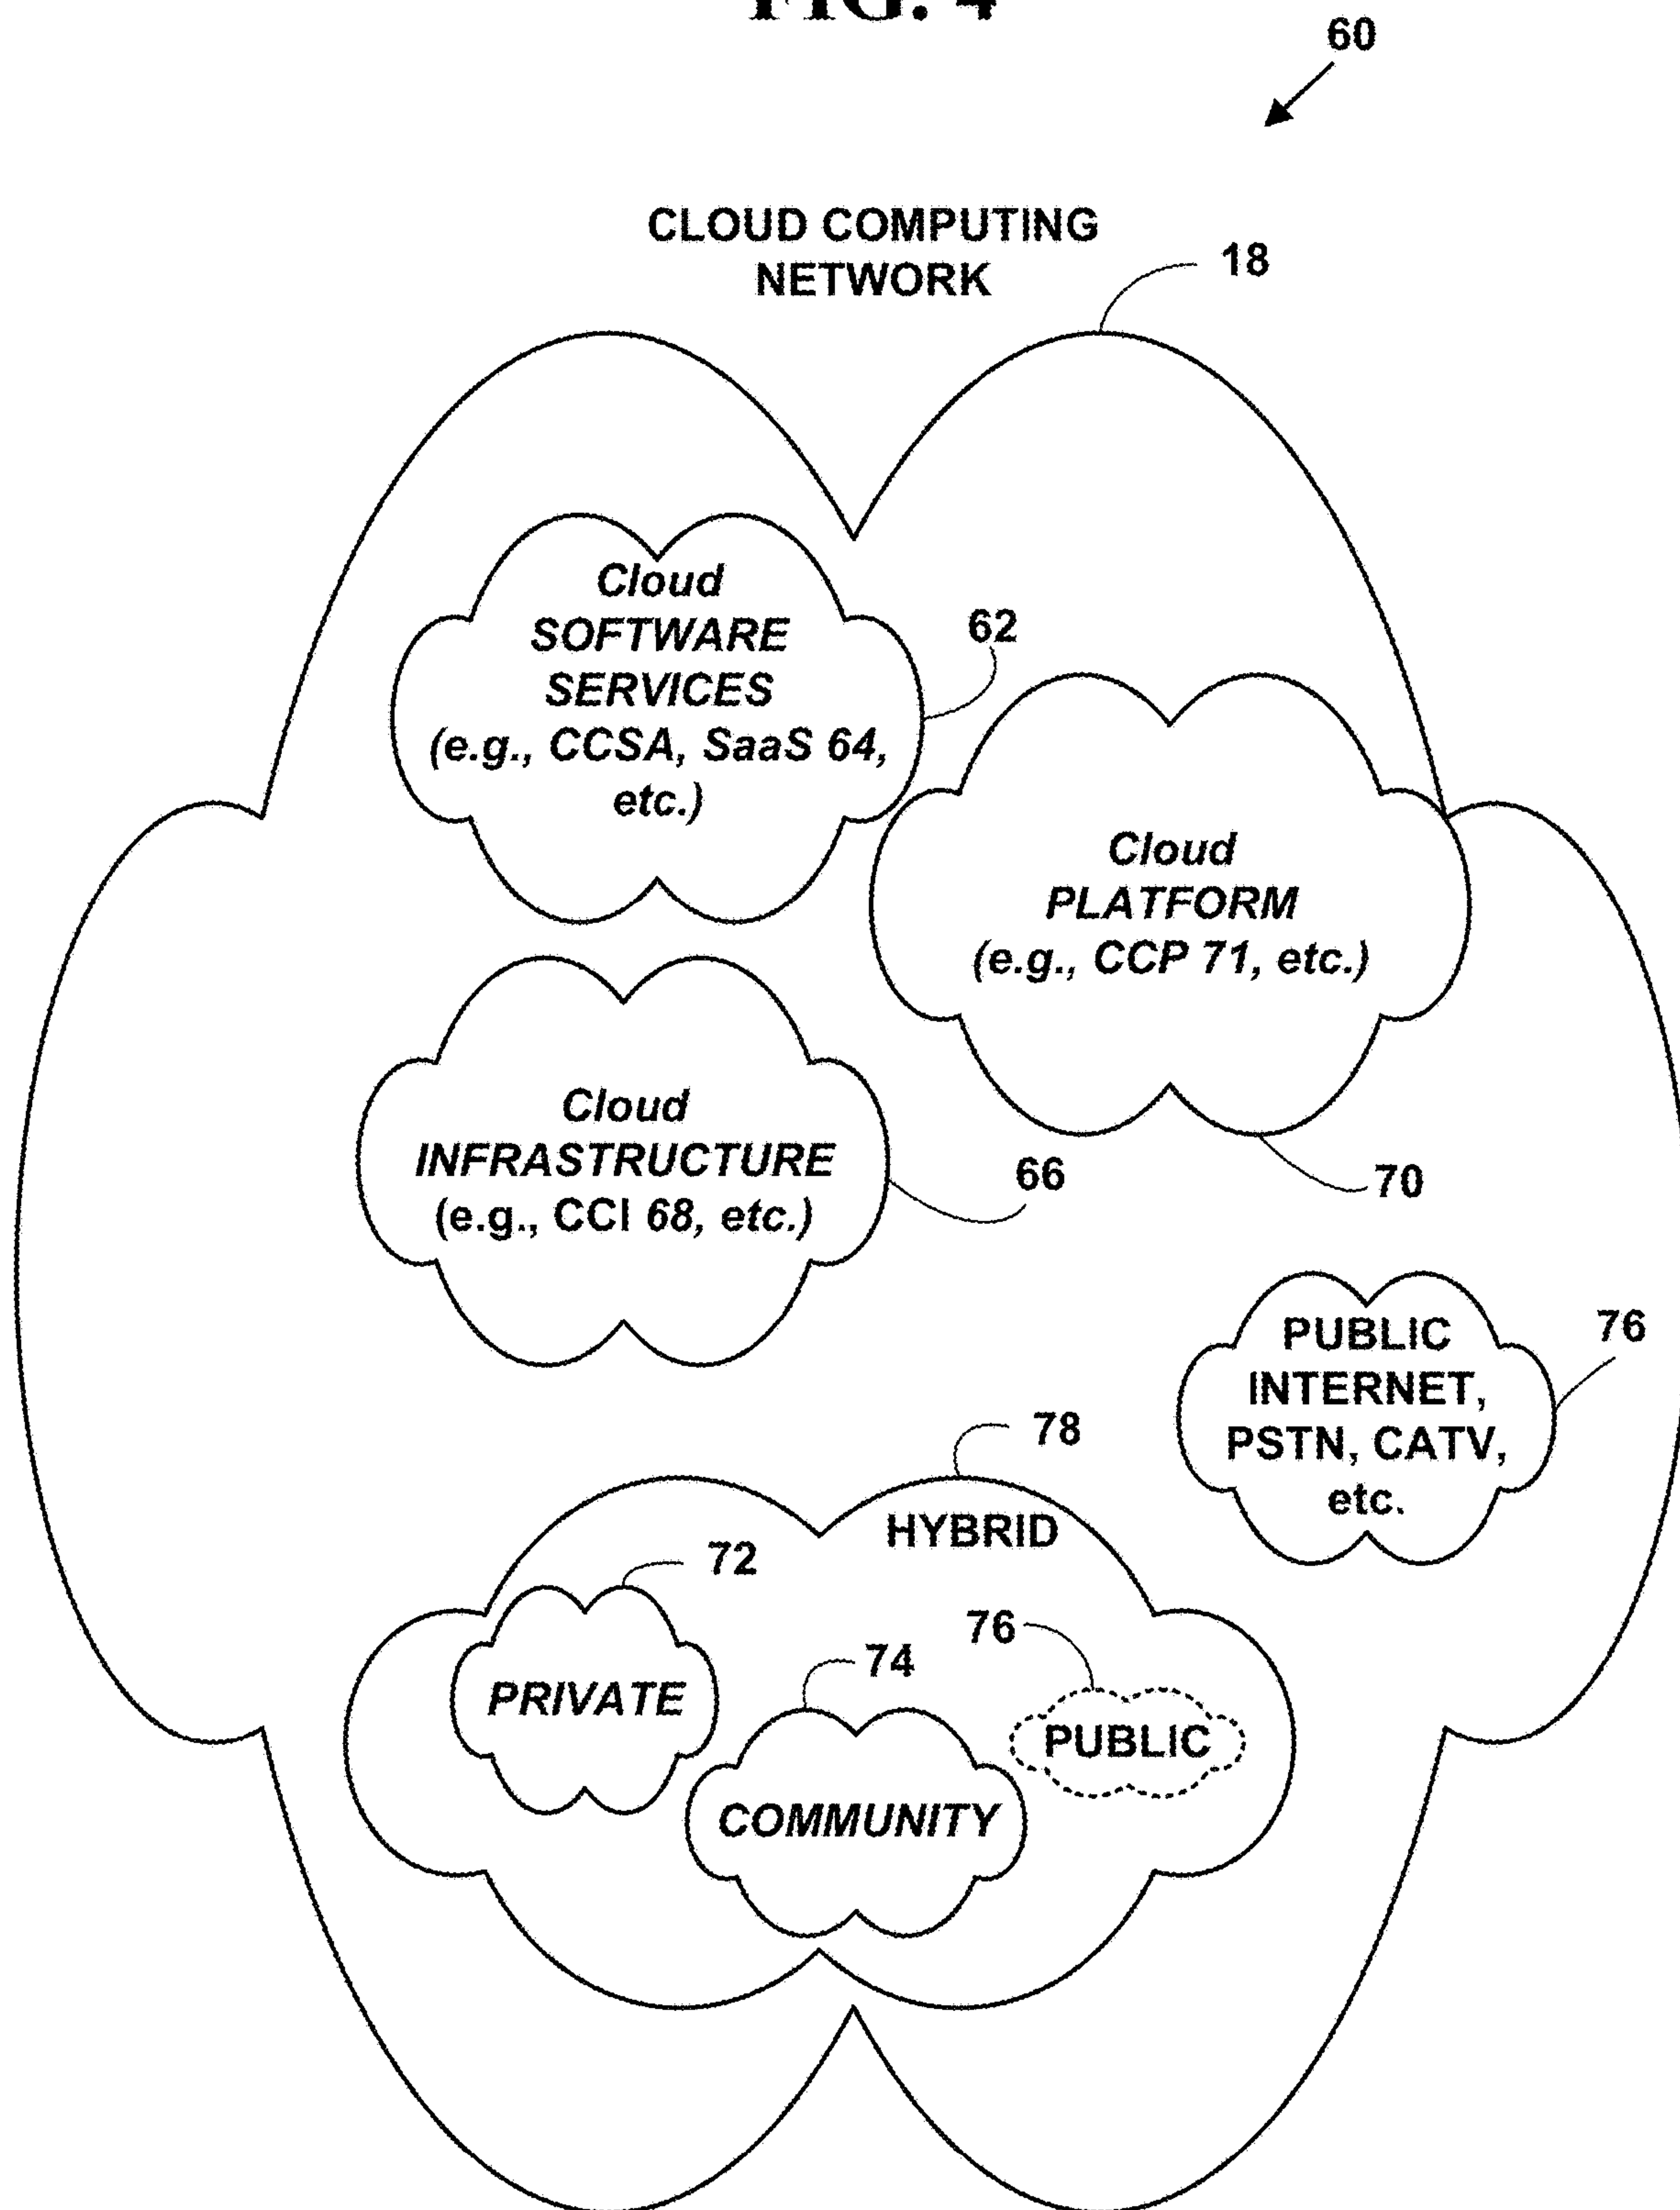 FIG. 4
60
CLOUD COMPUTING
NETWORK
18
Cloud
SOFTWARE
SERVICES
(e.g., CCSA, SaaS 64,
etc.)
62
Cloud
PLATFORM
(e.g., CCP 71, etc.)
70
Cloud
INFRASTRUCTURE
(e.g., CCI 68, etc.)
66
PUBLIC
INTERNET,
PSTN, CATV,
etc.
76
78
HYBRID
72
PRIVATE
74
COMMUNITY
76
PUBLIC